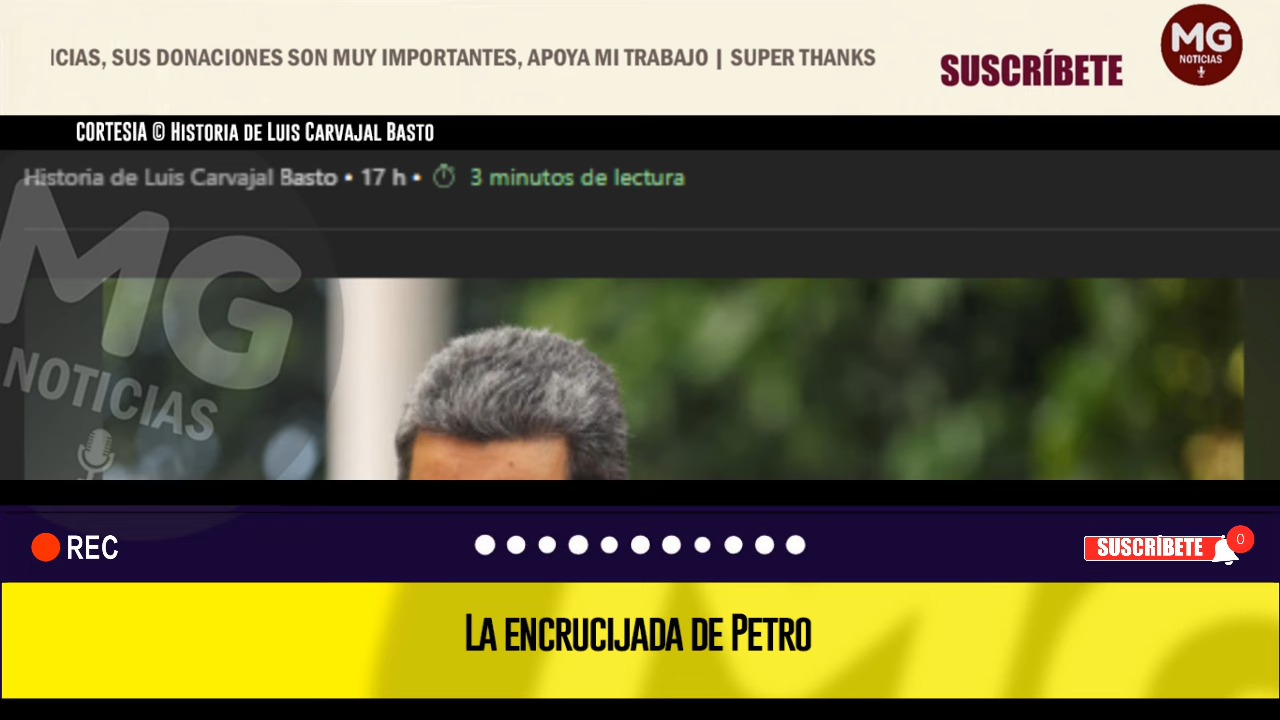 ICIAS, SUS DONACIONES SON MUY IMPORTANTES, APOYA MI TRABAJO | SUPER THANKS
SUSCRÍBETE
MG
NOTICIAS
CORTESIA © HISTORIA DE LUIS CARVAJAL BASTO
Historia de Luis Carvajal Basto • 17 h • 3 minutos de lectura
MG
NOTICIAS
REC
SUSCRÍBETE
0
LA ENCRUCIJADA DE PETRO